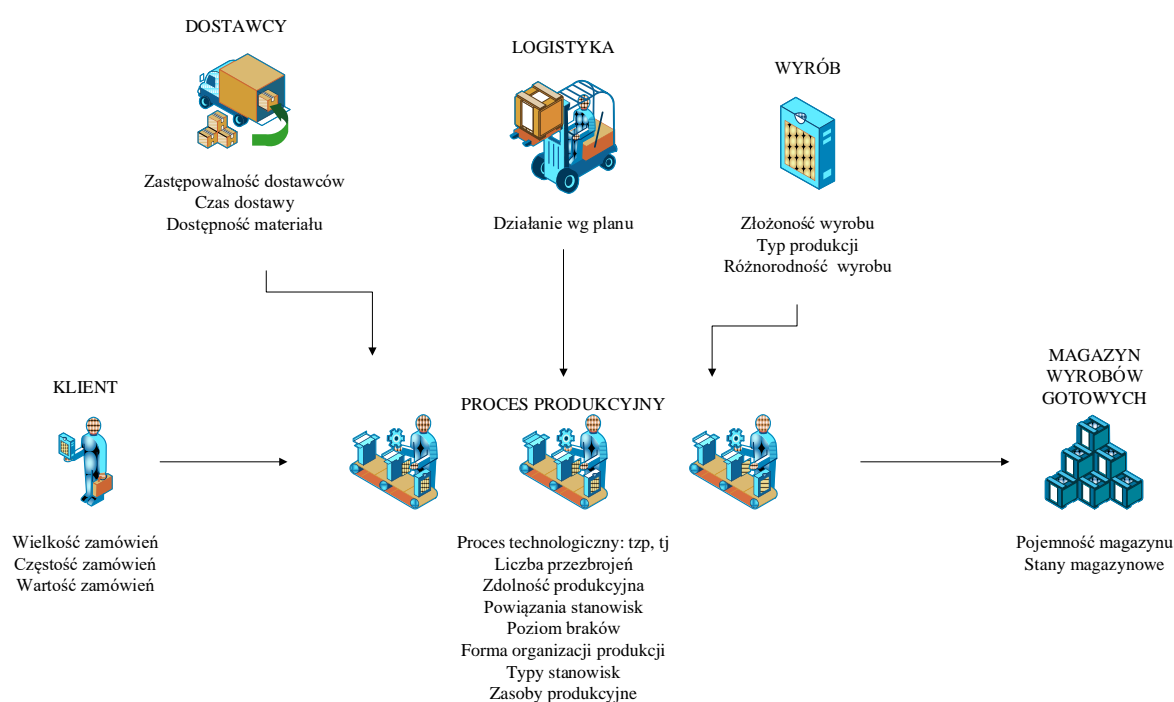 DOSTAWCY
Zastępowalność dostawców
Czas dostawy
Dostępność materiału
LOGISTYKA
Działanie wg planu
WYRÓB
Złożoność wyrobu
Typ produkcji
Różnorodność wyrobu
KLIENT
Wielkość zamówień
Częstość zamówień
Wartość zamówień
PROCES PRODUKCYJNY
Proces technologiczny: tzp, tj
Liczba przezbrojeń
Zdolność produkcyjna
Powiązania stanowisk
Poziom braków
Forma organizacji produkcji
Typy stanowisk
Zasoby produkcyjne
MAGAZYN
WYROBÓW
GOTOWYCH
Pojemność magazynu
Stany magazynowe